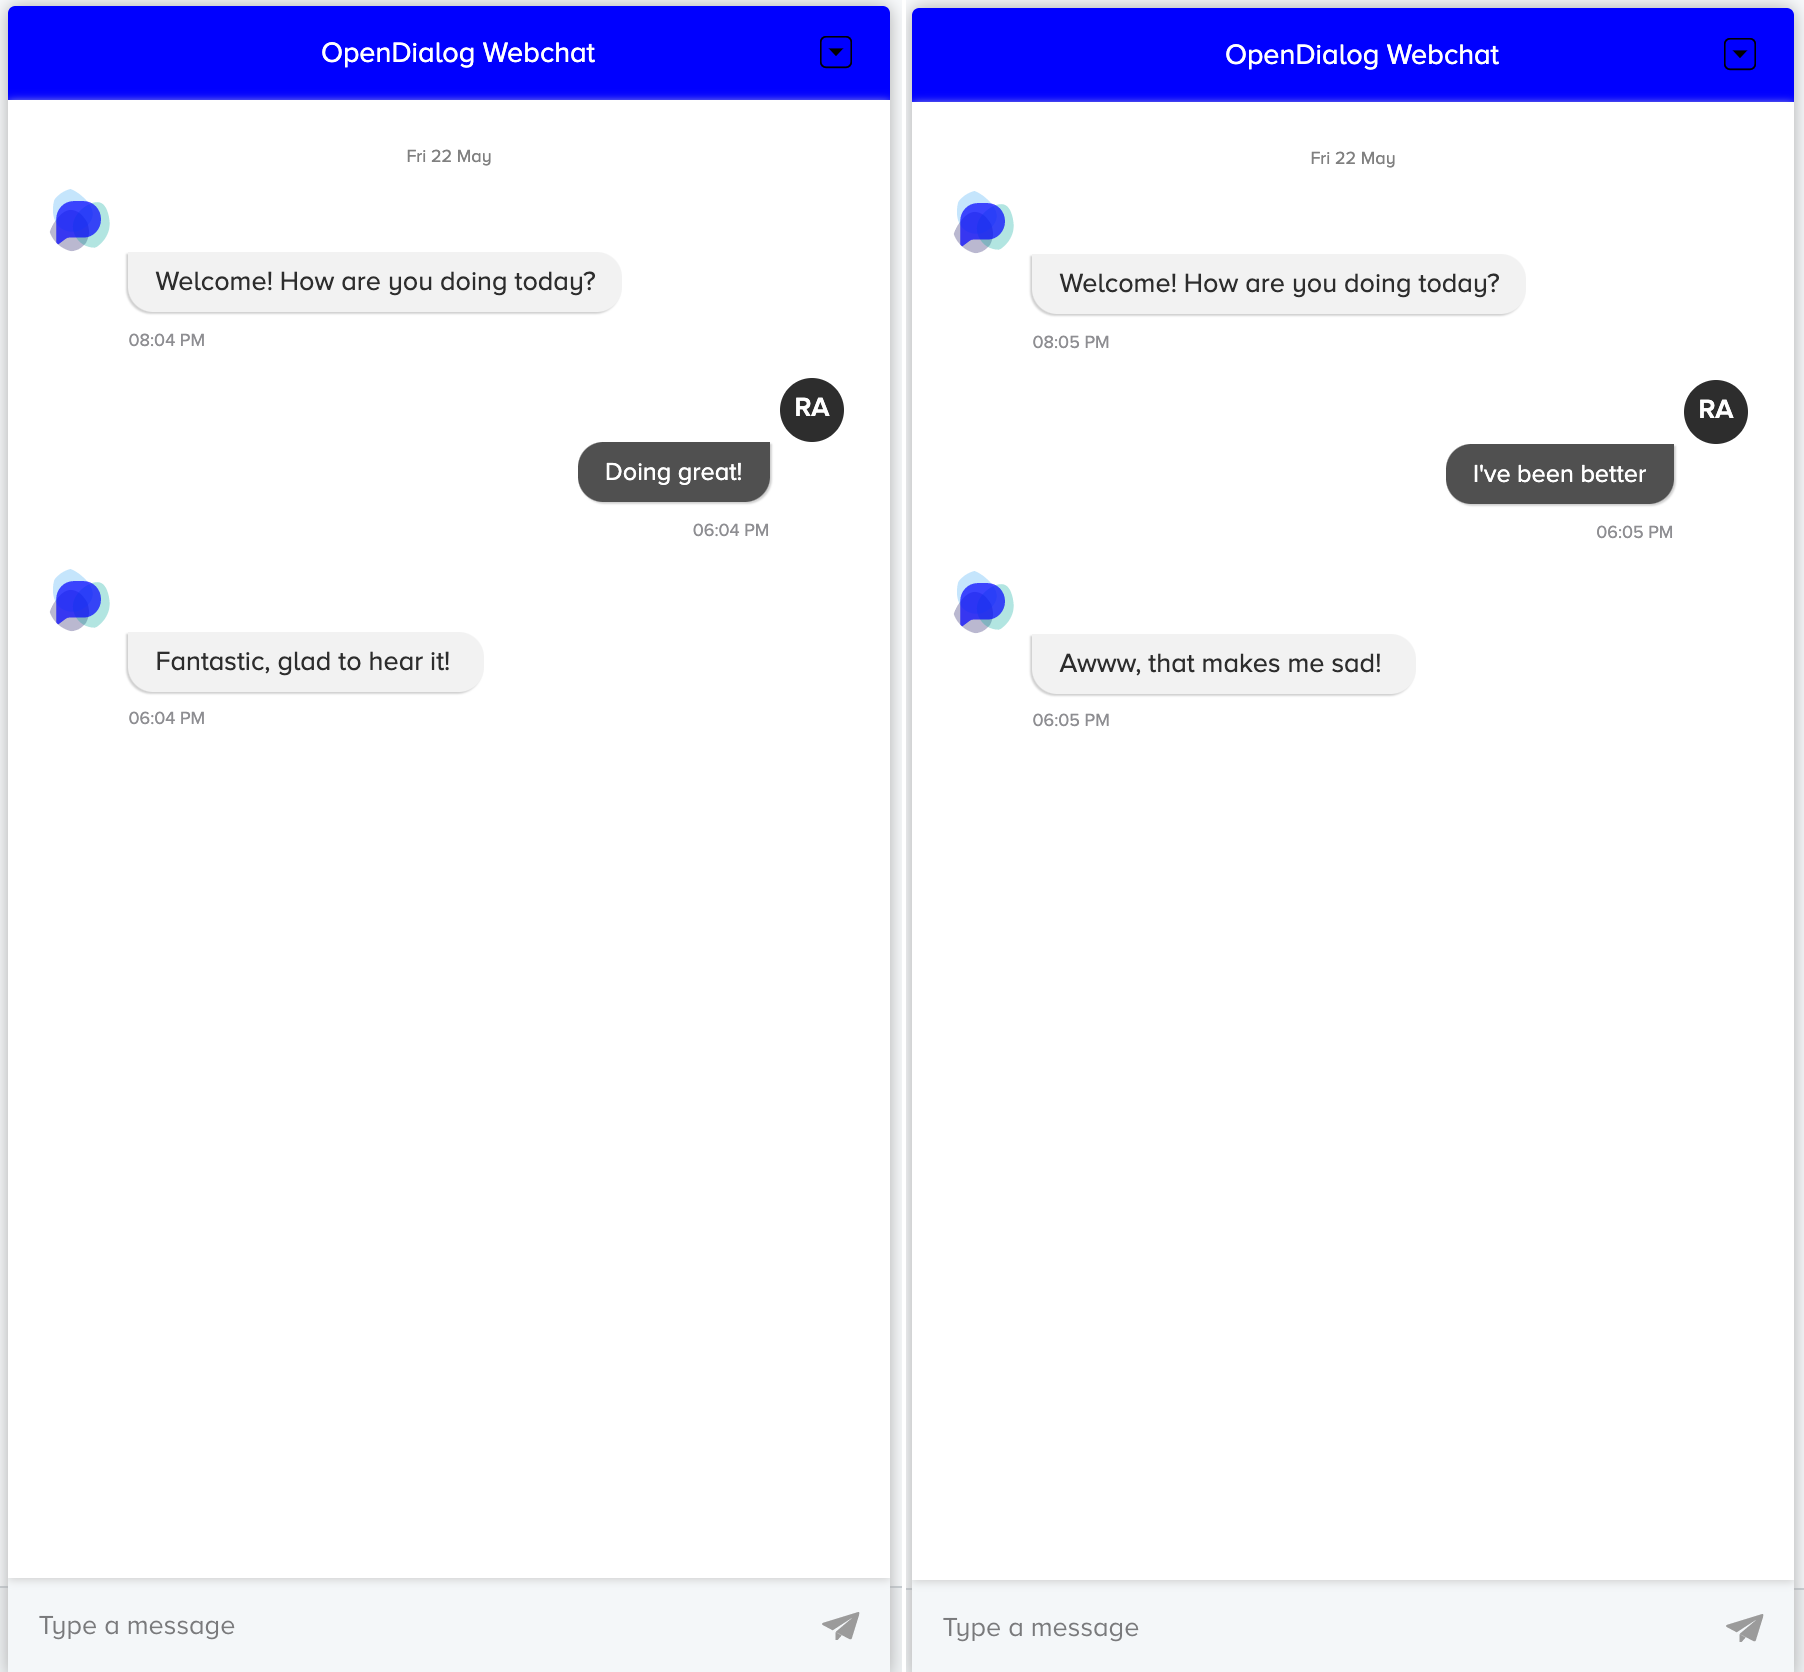 OpenDialog Webchat
Fri 22 May
Welcome! How are you doing today?
08:04 PM
RA
Doing great!
06:04 PM
Fantastic, glad to hear it!
06:04 PM
Type a message
OpenDialog Webchat
Fri 22 May
Welcome! How are you doing today?
08:05 PM
RA
I've been better
06:05 PM
Awww, that makes me sad!
06:05 PM
Type a message